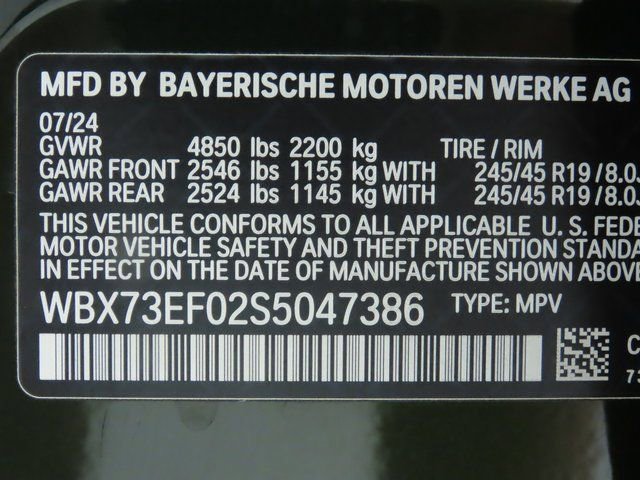 MFD BY BAYERISCHE MOTOREN WERKE AG
07/24
GVWR 4850 lbs 2200 kg TIRE / RIM
GAWR FRONT 2546 lbs 1155 kg WITH 245/45 R19/8.0J
GAWR REAR 2524 lbs 1145 kg WITH 245/45 R19/8.0J
THIS VEHICLE CONFORMS TO ALL APPLICABLE U. S. FEDE
MOTOR VEHICLE SAFETY AND THEFT PREVENTION STANDA
IN EFFECT ON THE DATE OF MANUFACTURE SHOWN ABOVE
WBX73EF02S5047386 TYPE: MPV